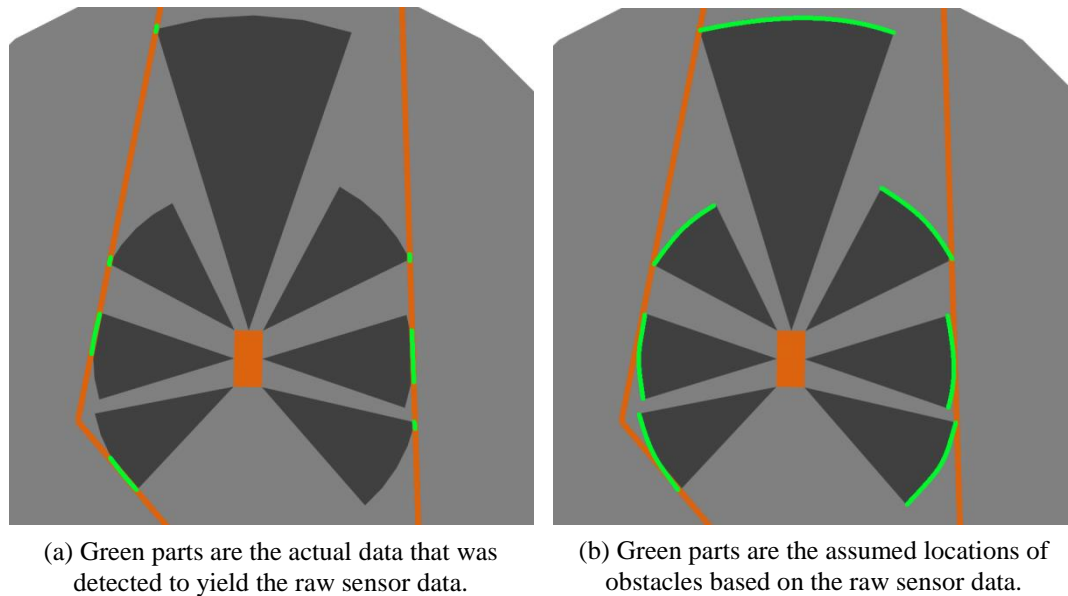 (a) Green parts are the actual data that was
detected to yield the raw sensor data.
(b) Green parts are the assumed locations of
obstacles based on the raw sensor data.